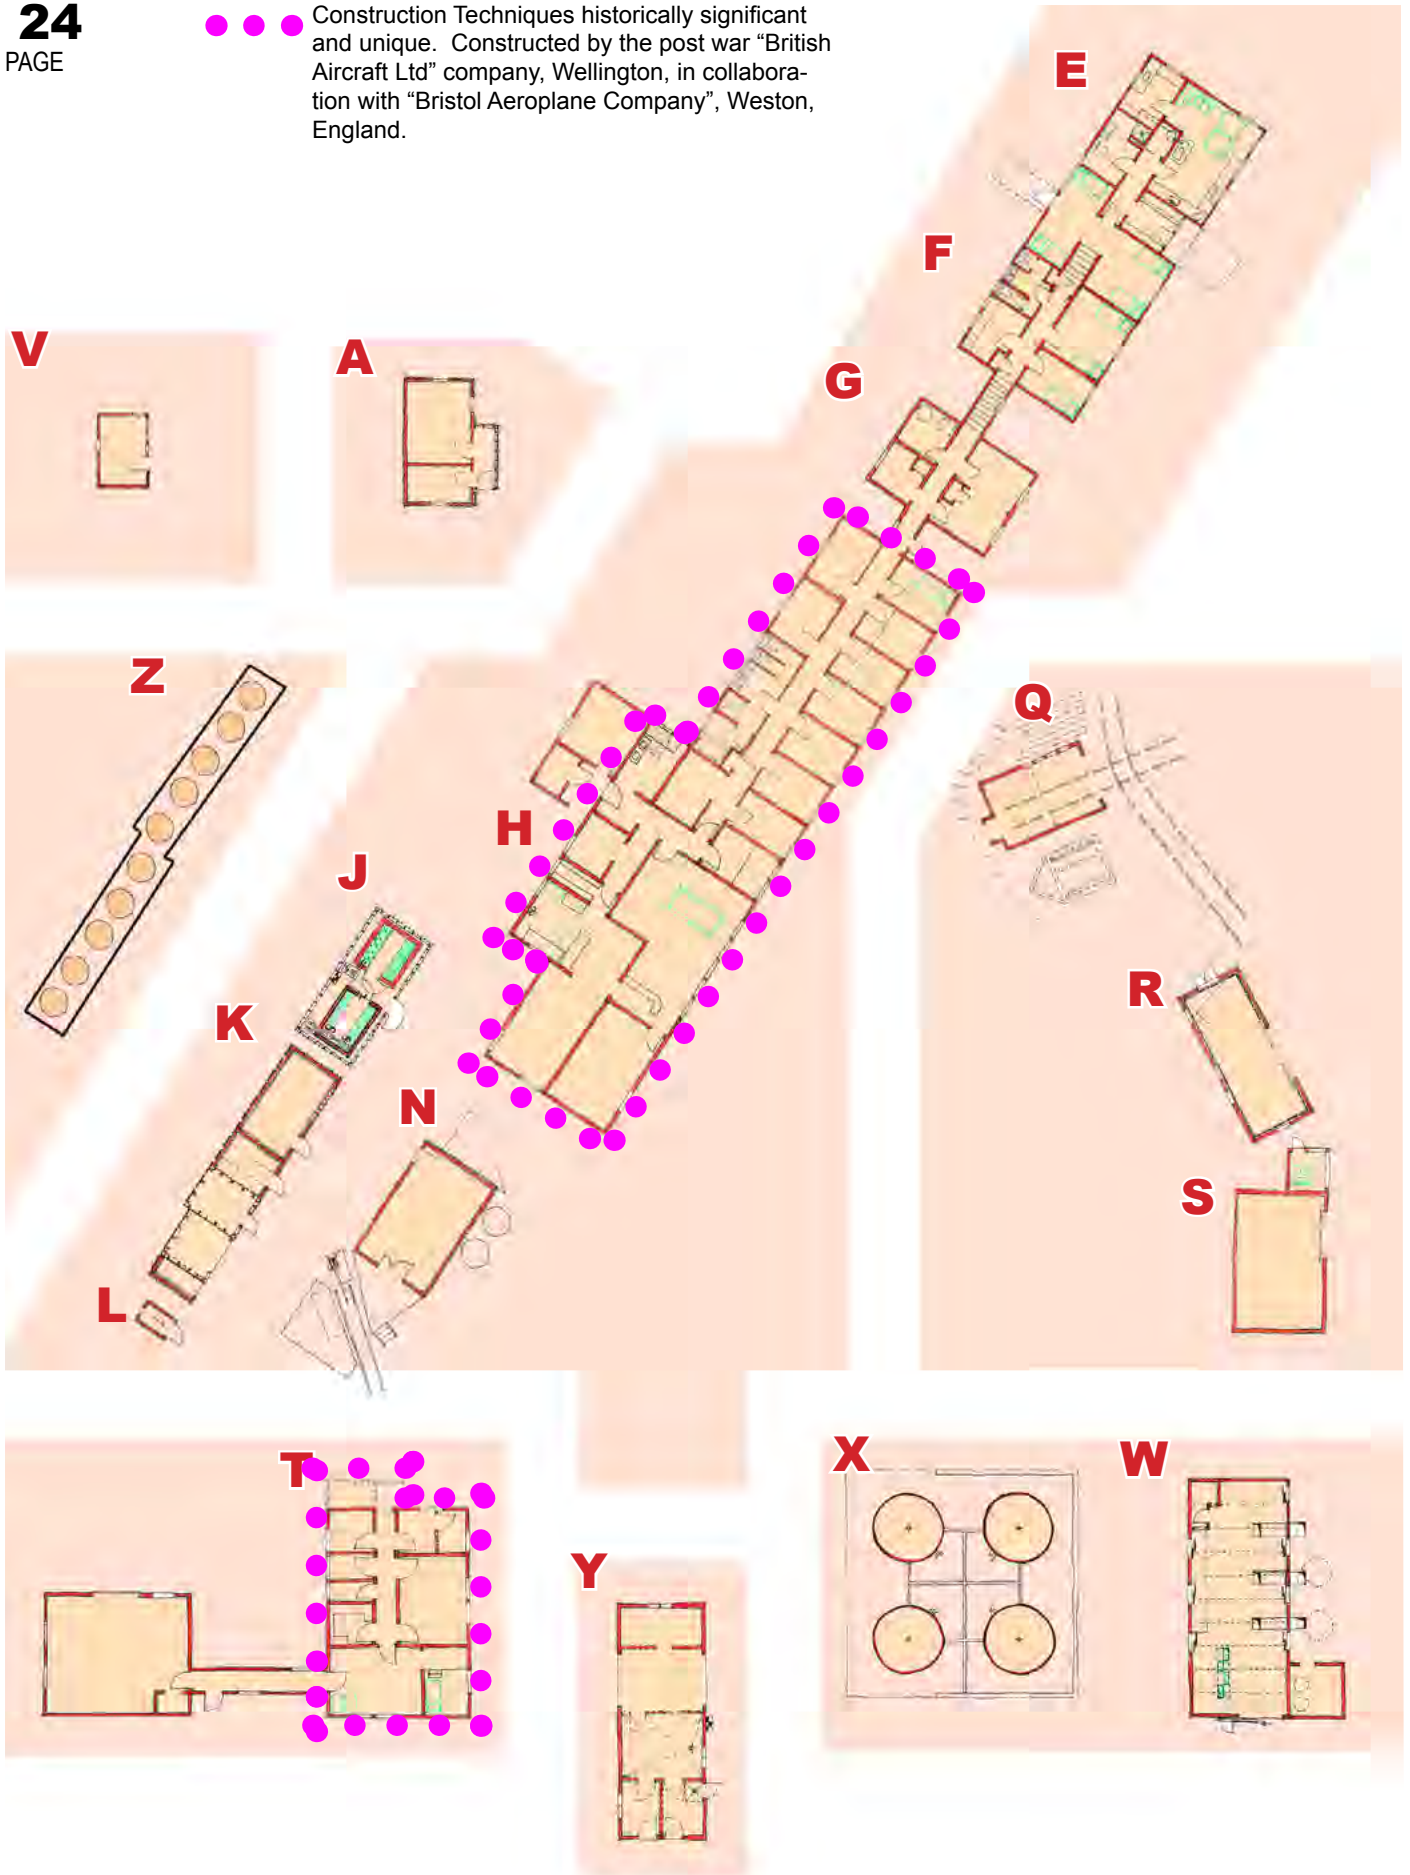 24
PAGE
Construction Techniques historically significant
and unique.  Constructed by the post war “British
Aircraft Ltd” company, Wellington, in collabora-
tion with “Bristol Aeroplane Company”, Weston,
England.
E
F
V
A
G
Z
Q
H
J
R
K
N
S
L
T
X
W
Y